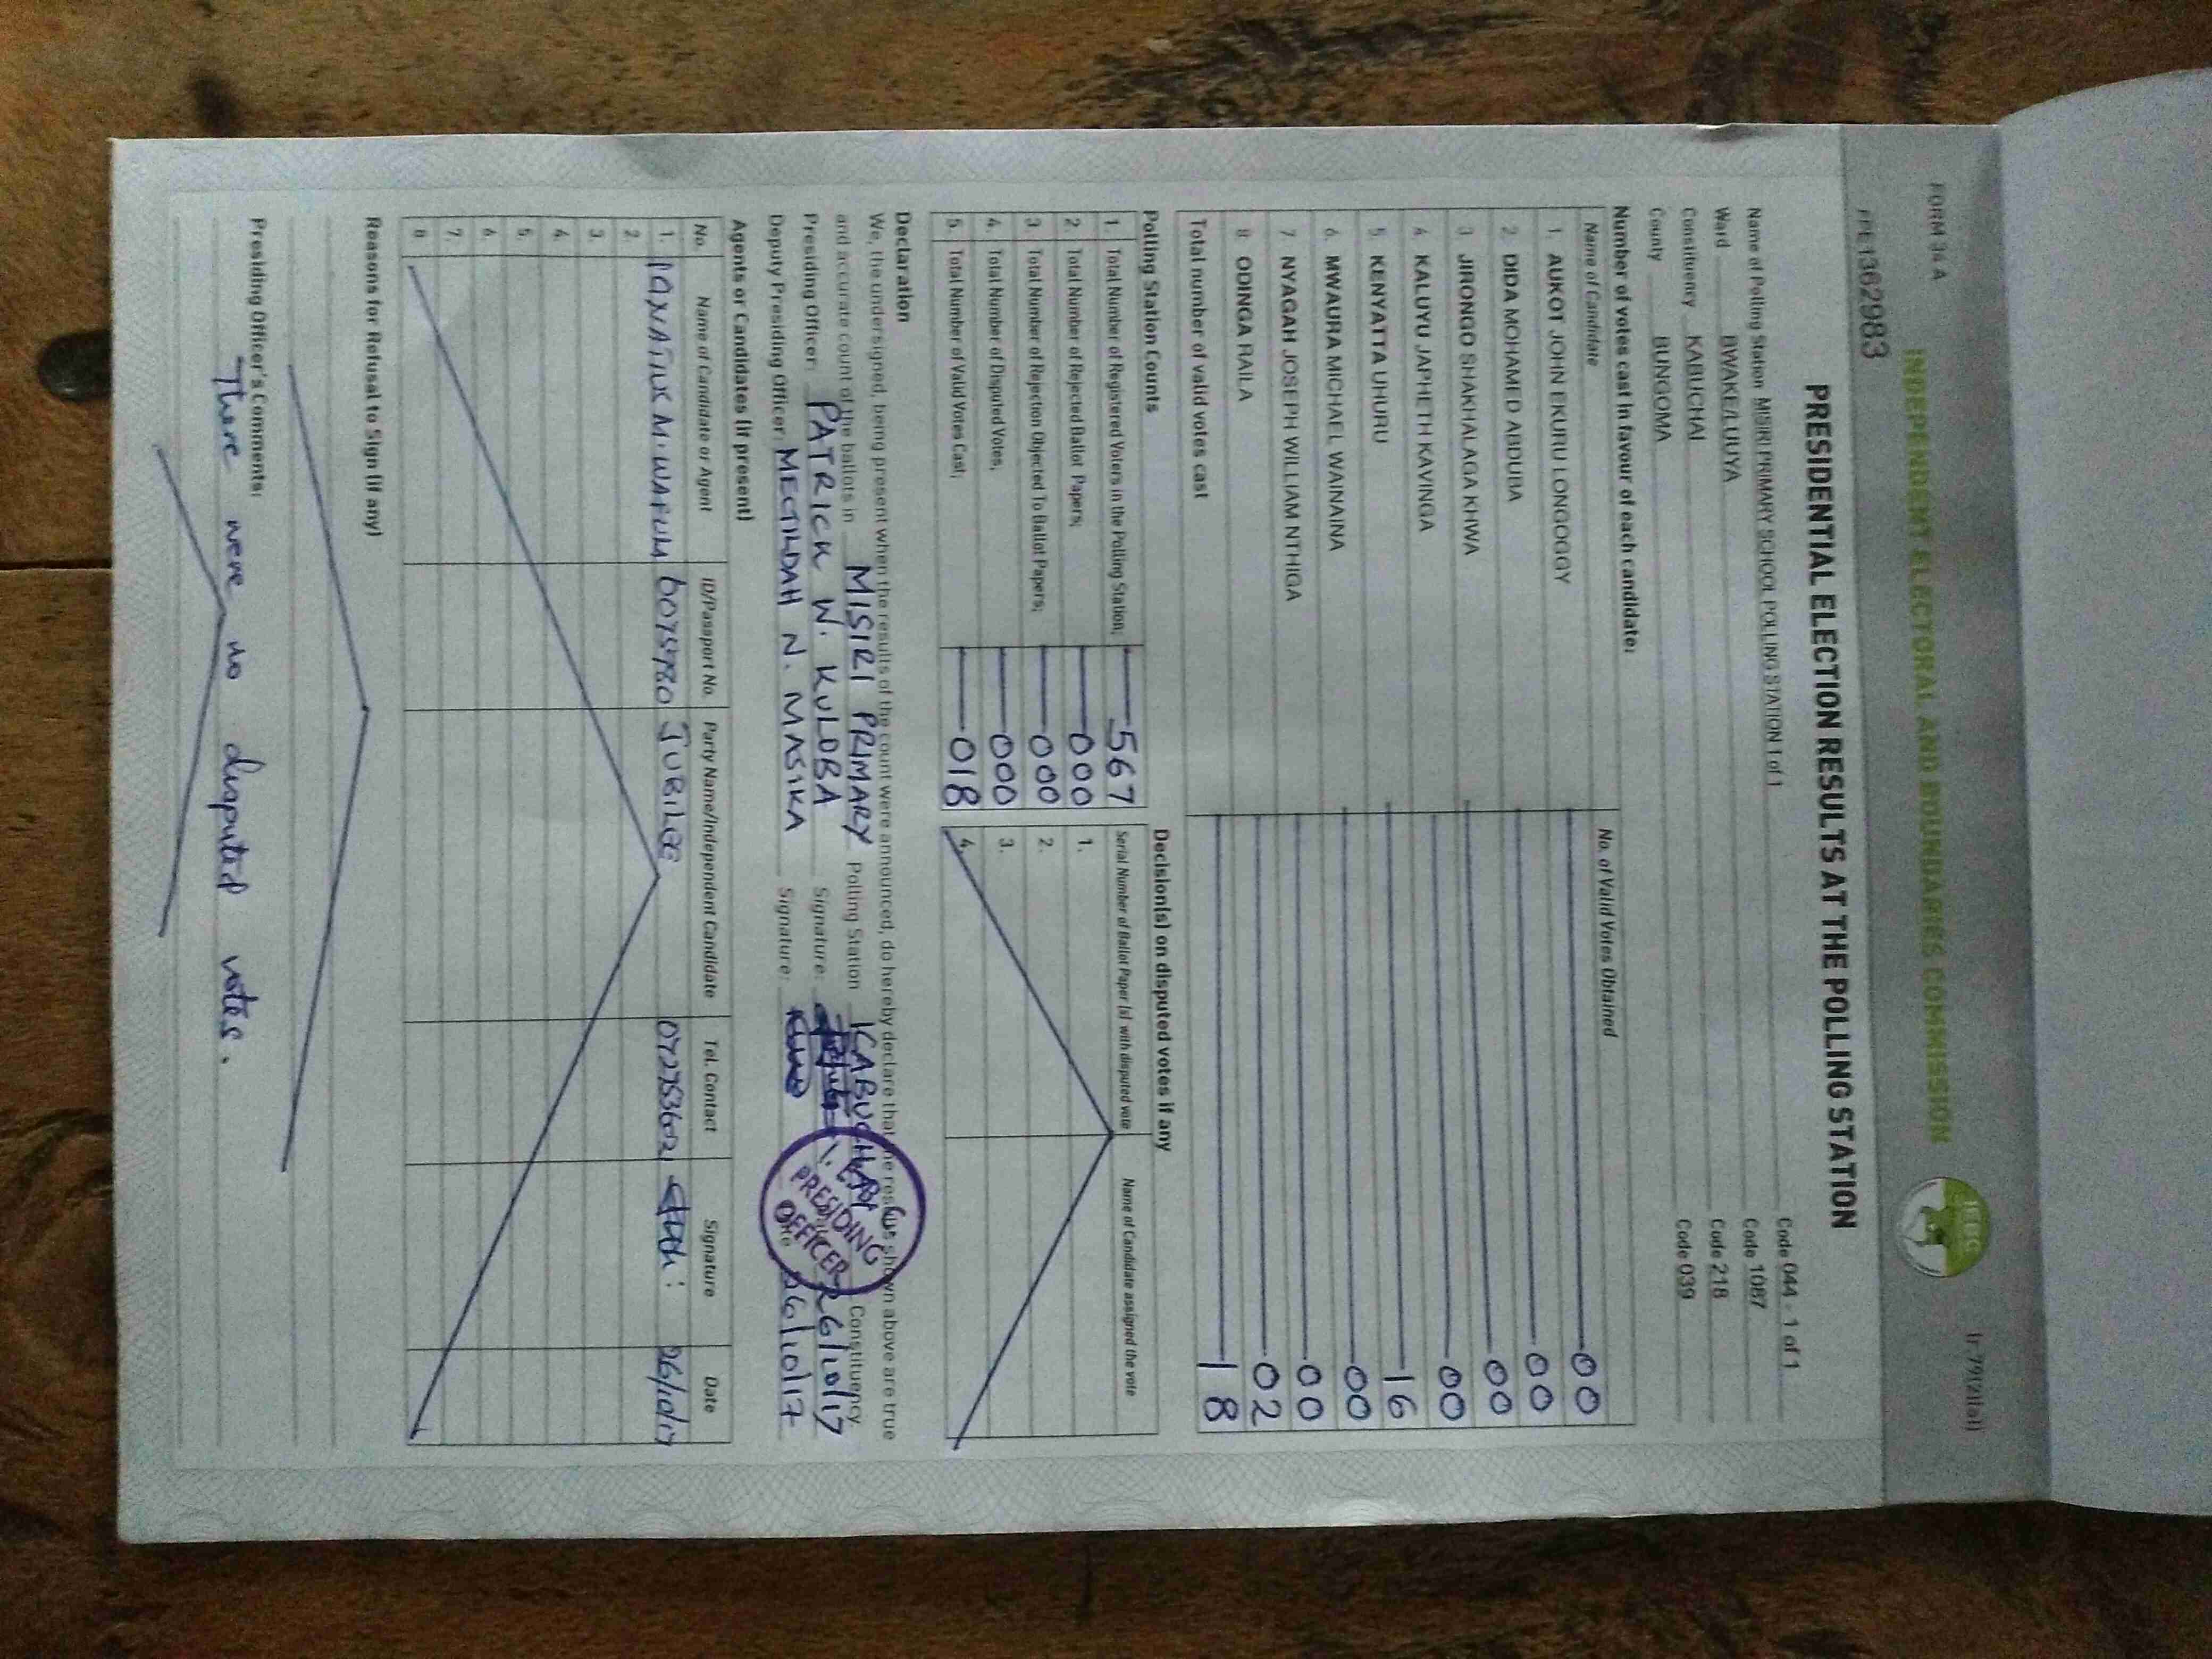 FORM 34 A
INDEPENDENT ELECTORAL AND BOUNDARIES COMMISSION
IEBC
(r.79(2)(a))
PRE 1362983
PRESIDENTIAL ELECTION RESULTS AT THE POLLING STATION
Name of Polling Station MISIRI PRIMARY SCHOOL POLLING STATION 1 of 1 Code 044 - 1 of 1
Ward BWAKE/LUUYA Code 1087
Constituency KABUCHAI Code 218
County BUNGOMA Code 039
Number of votes cast in favour of each candidate:
Name of Candidate No. of Valid Votes Obtained
1. AUKOT JOHN EKURU LONGOGGY 00
2. DIDA MOHAMED ABDUBA 00
3 JIRONGO SHAKHALAGA KHWA 00
4 KALUYU JAPHETH KAVINGA 00
5. KENYATTA UHURU 16
6. MWAURA MICHAEL WAINAINA 00
7 NYAGAH JOSEPH WILLIAM NTHIGA 00
8 ODINGA RAILA 02
Total number of valid votes cast 18
Polling Station Counts
1 Total Number of Registered Voters in the Polling Station; 567
2. Total Number of Rejected Ballot Papers; 000
3 Total Number of Rejection Objected To Ballot Papers; 000
4. Total Number of Disputed Votes; 000
5. Total Number of Valid Votes Cast; 018
Decision(s) on disputed votes if any
Serial Number of Ballot Paper (s) with disputed vote Name of Candidate assigned the vote
1.
2.
3.
4.
Declaration
We, the undersigned, being present when the results of the count were announced, do hereby declare that the results shown above are true
and accurate count of the ballots in MISIRI PRIMARY Polling Station KABUCHAI Constituency
Presiding Officer: PATRICK W. KULOBA Signature: 26/10/17
Deputy Presiding Officer: MECTILDAH N. MASIKA Signature: Date 26/10/17
PRESIDING
OFFICER
Agents or Candidates (if present)
No. Name of Candidate or Agent ID/Passport No. Party Name/Independent Candidate Tel. Contact Signature Date
1. JUBILEE 26/10/17
2.
3.
4.
5.
6.
7.
8
Reasons for Refusal to Sign (if any)
Presiding Officer's Comments:
There were no disputed votes.